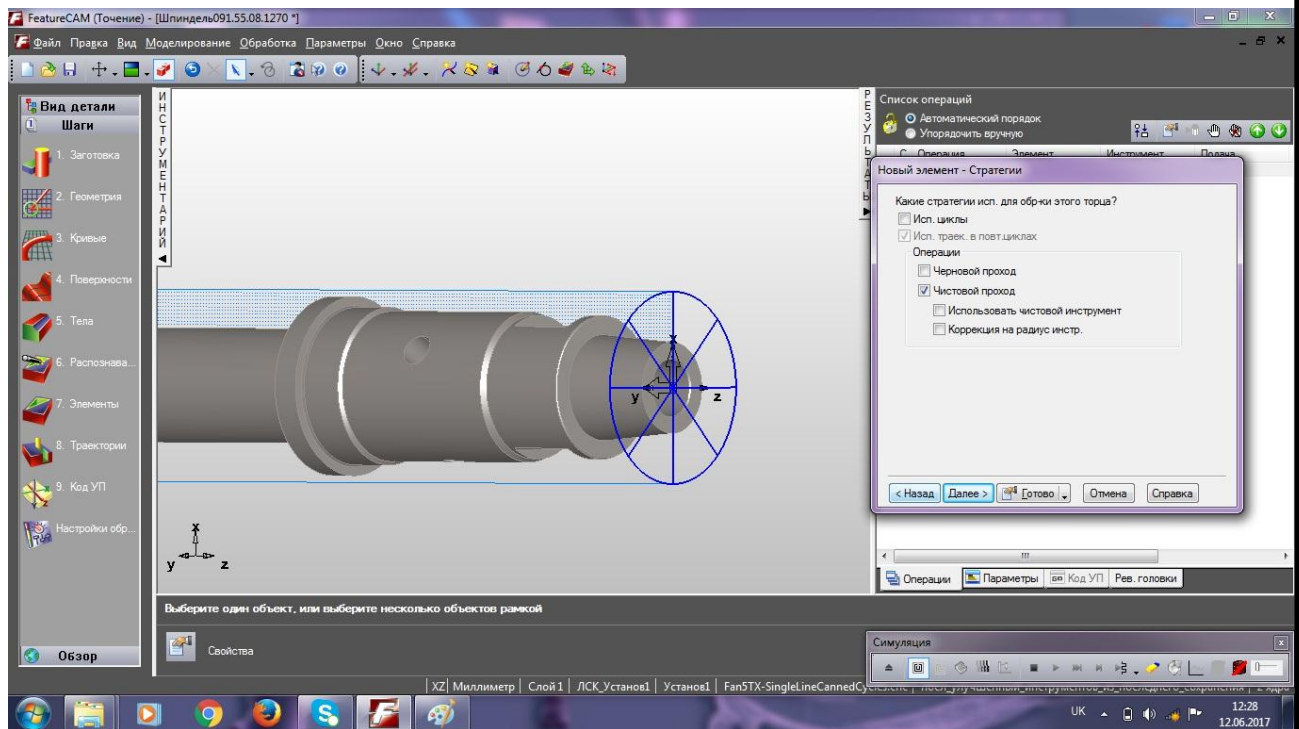 FeatureCAM (Точение) - [Шпиндель091.55.08.1270 *]
Файл Правка Вид Моделирование Обработка Параметры Окно Справка
Вид детали
Шаги
1. Заготовка
2. Геометрия
3. Кривые
4. Поверхности
5. Тела
6. Распознава...
7. Элементы
8. Траектории
9. Код УП
Настройки обр...
Обзор
ИНСТРУМЕНТАРИЙ
x
y
z
x
y z
РЕЗУЛЬТАТЫ
Список операций
Автоматический порядок
Упорядочить вручную
С Операция Элемент Инструмент Подача
Новый элемент - Стратегии
Какие стратегии исп. для обр-ки этого торца?
Исп. циклы
Исп. траек. в повт.циклах
Операции
Черновой проход
Чистовой проход
Использовать чистовой инструмент
Коррекция на радиус инстр.
< Назад Далее > Готово Отмена Справка
Операции Параметры Код УП Рев. головки
Выберите один объект, или выберите несколько объектов рамкой
Свойства
Симуляция
XZ Миллиметр Слой 1 ЛСК_Установ1 Установ1 Fan5TX-SingleLineCannedCycles.cnc
UK
12:28
12.06.2017